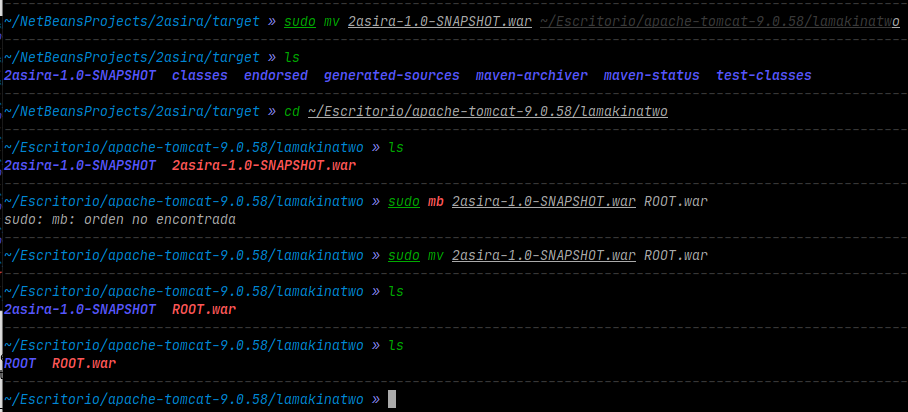 ~/NetBeansProjects/2asira/target » sudo mv 2asira-1.0-SNAPSHOT.war ~/Escritorio/apache-tomcat-9.0.58/lamakinatwo
~/NetBeansProjects/2asira/target » ls
2asira-1.0-SNAPSHOT classes endorsed generated-sources maven-archiver maven-status test-classes
~/NetBeansProjects/2asira/target » cd ~/Escritorio/apache-tomcat-9.0.58/lamakinatwo
~/Escritorio/apache-tomcat-9.0.58/lamakinatwo » ls
2asira-1.0-SNAPSHOT 2asira-1.0-SNAPSHOT.war
~/Escritorio/apache-tomcat-9.0.58/lamakinatwo » sudo mb 2asira-1.0-SNAPSHOT.war ROOT.war
sudo: mb: orden no encontrada
~/Escritorio/apache-tomcat-9.0.58/lamakinatwo » sudo mv 2asira-1.0-SNAPSHOT.war ROOT.war
~/Escritorio/apache-tomcat-9.0.58/lamakinatwo » ls
2asira-1.0-SNAPSHOT ROOT.war
~/Escritorio/apache-tomcat-9.0.58/lamakinatwo » ls
ROOT ROOT.war
~/Escritorio/apache-tomcat-9.0.58/lamakinatwo »